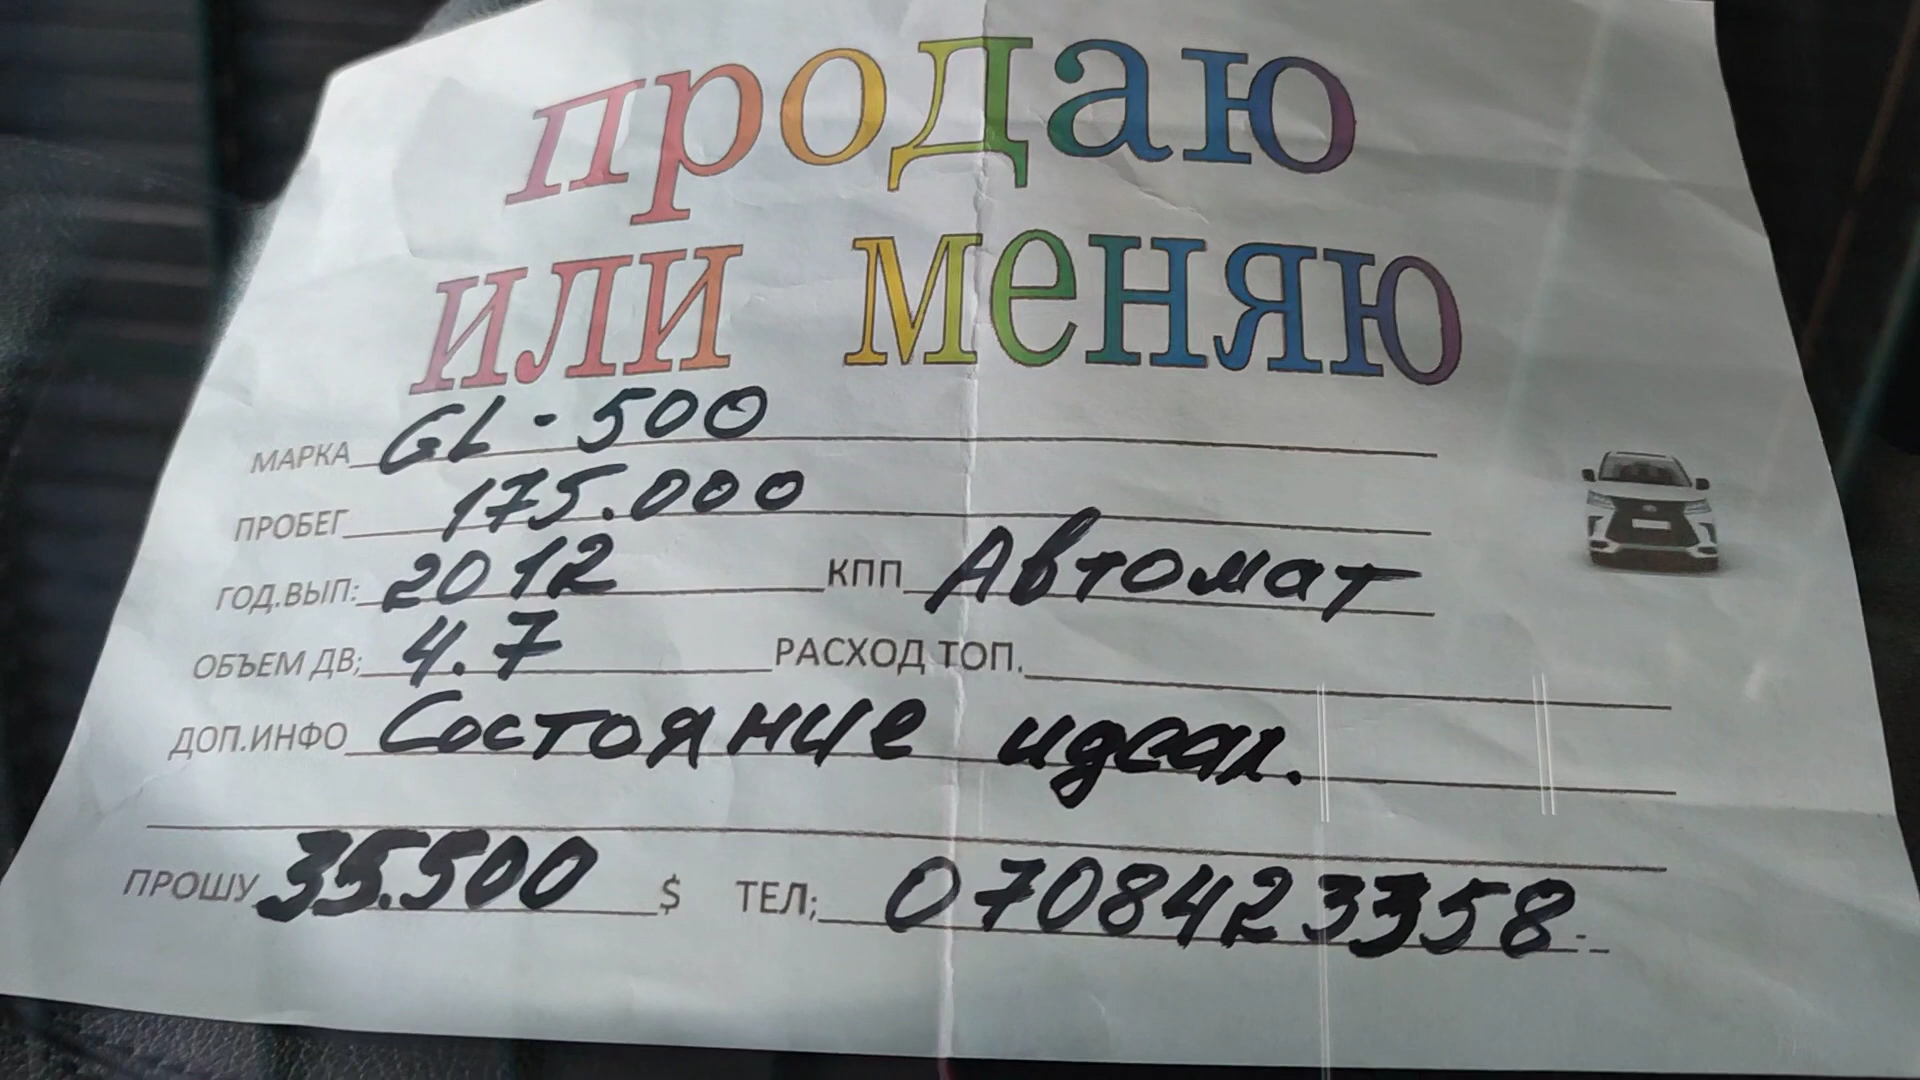 продаю
или меняю
МАРКА GL-500
ПРОБЕГ 175.000
ГОД.ВЫП: 2012 КПП Автомат
ОБЪЕМ ДВ; 4.7 РАСХОД ТОП.
ДОП.ИНФО Состояние идеал.
ПРОШУ 35.500 $ ТЕЛ; 0708423358